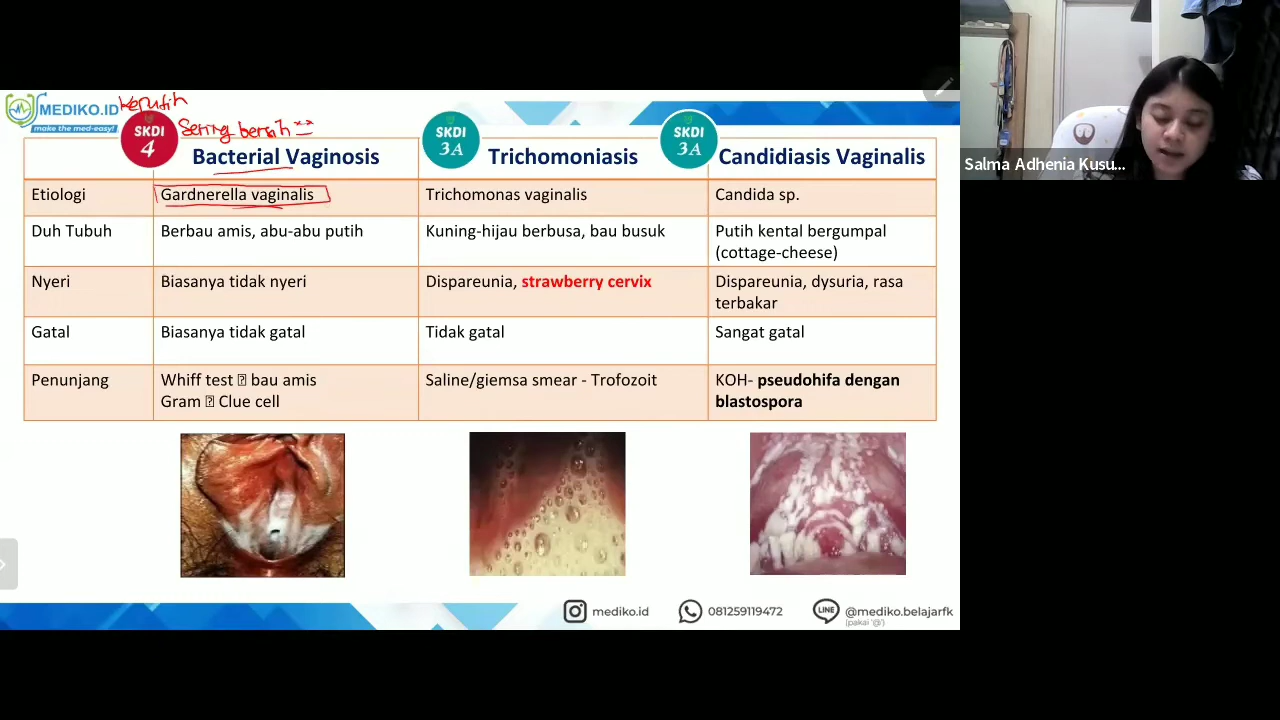 MEDIKO.ID
make the med-easy!
Keputih
Sering bersih"
SKDI
4
SKDI
3A
SKDI
3A
Bacterial Vaginosis Trichomoniasis Candidiasis Vaginalis
Etiologi Gardnerella vaginalis Trichomonas vaginalis Candida sp.
Duh Tubuh Berbau amis, abu-abu putih Kuning-hijau berbusa, bau busuk Putih kental bergumpal
(cottage-cheese)
Nyeri Biasanya tidak nyeri Dispareunia, strawberry cervix Dispareunia, dysuria, rasa
terbakar
Gatal Biasanya tidak gatal Tidak gatal Sangat gatal
Penunjang Whiff test bau amis Saline/giemsa smear - Trofozoit KOH- pseudohifa dengan
Gram Clue cell blastospora
mediko.id 081259119472 LINE @mediko.belajarfk
(pakai '@')
Salma Adhenia Kusu...